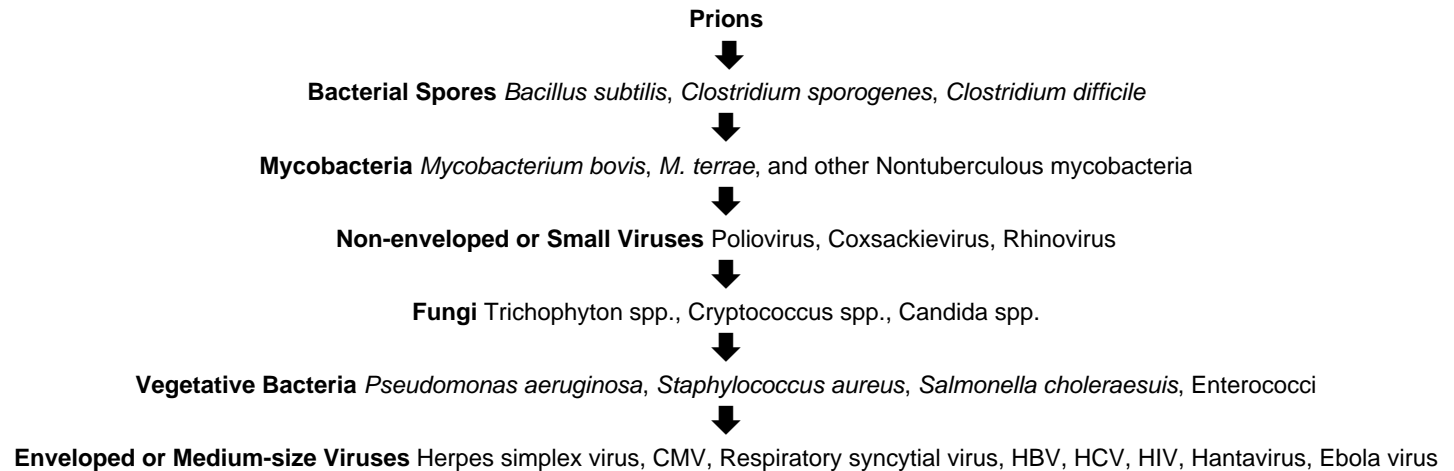 Prions
Bacterial Spores Bacillus subtilis, Clostridium sporogenes, Clostridium difficile
Mycobacteria Mycobacterium bovis, M. terrae, and other Nontuberculous mycobacteria
Non-enveloped or Small Viruses Poliovirus, Coxsackievirus, Rhinovirus
Fungi Trichophyton spp., Cryptococcus spp., Candida spp.
Vegetative Bacteria Pseudomonas aeruginosa, Staphylococcus aureus, Salmonella choleraesuis, Enterococci
Enveloped or Medium-size Viruses Herpes simplex virus, CMV, Respiratory syncytial virus, HBV, HCV, HIV, Hantavirus, Ebola virus